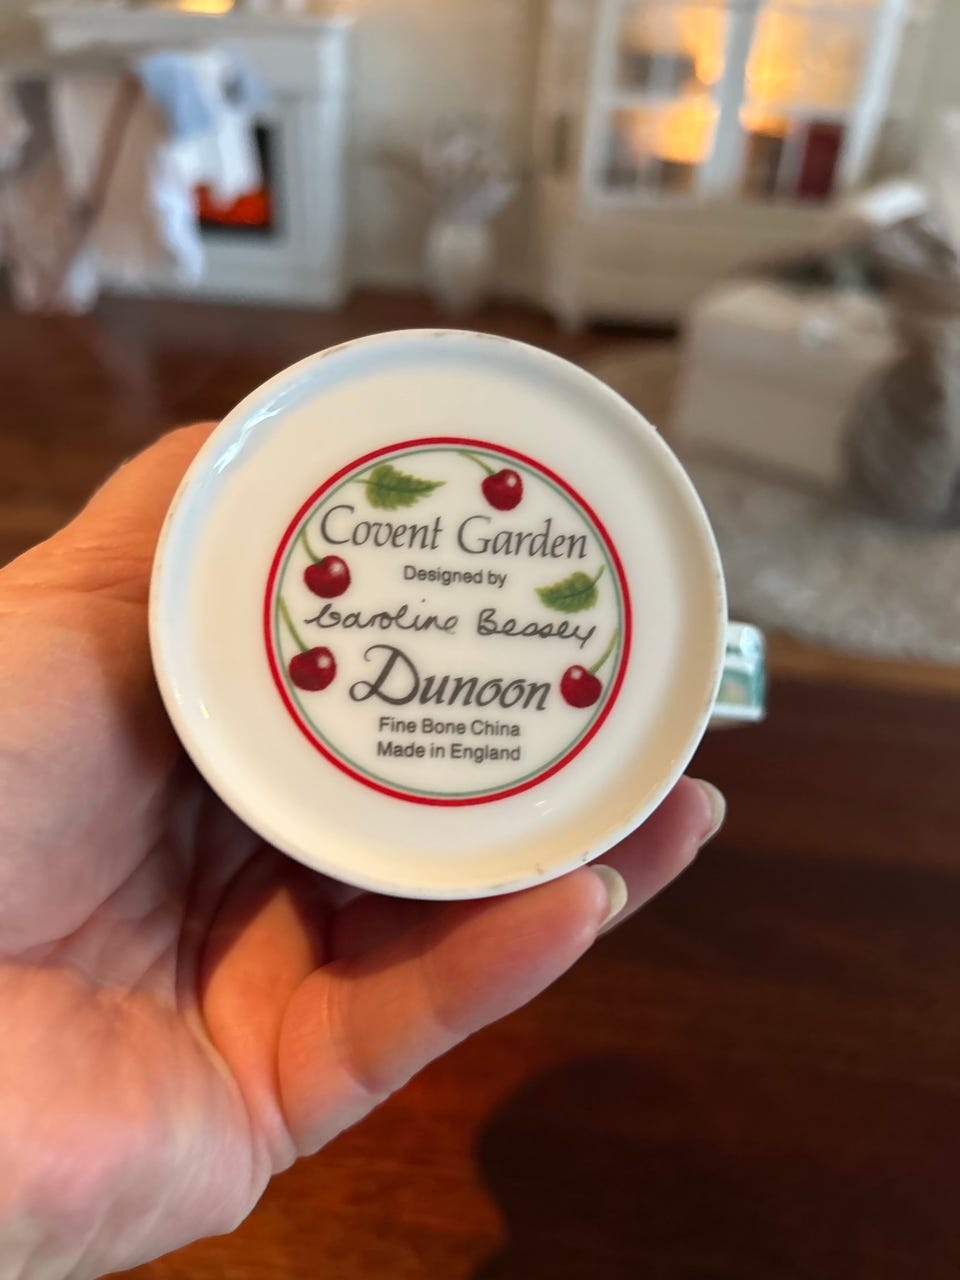 Covent Garden
Designed by
Caroline Bessey
Dunoon
Fine Bone China
Made in England